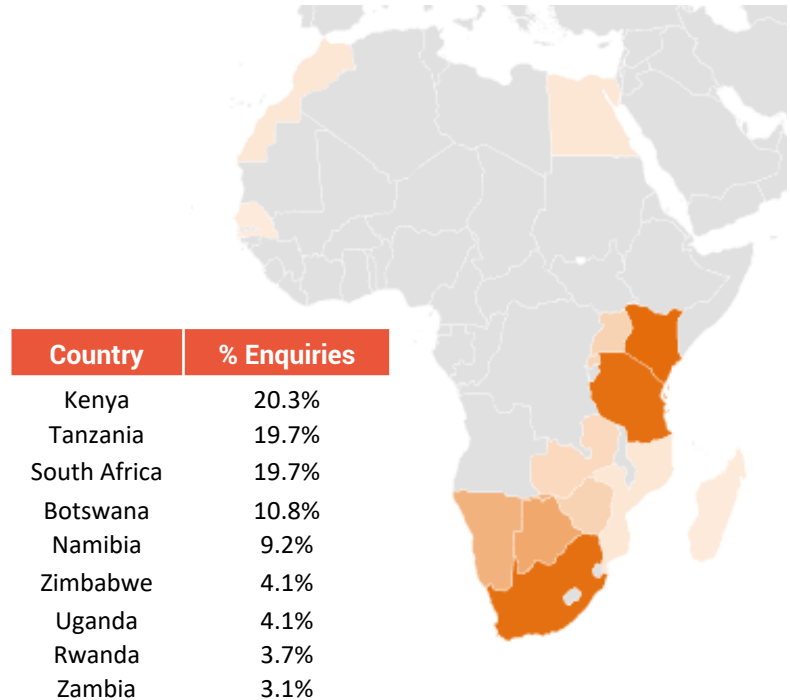 Country % Enquiries
Kenya 20.3%
Tanzania 19.7%
South Africa 19.7%
Botswana 10.8%
Namibia 9.2%
Zimbabwe 4.1%
Uganda 4.1%
Rwanda 3.7%
Zambia 3.1%